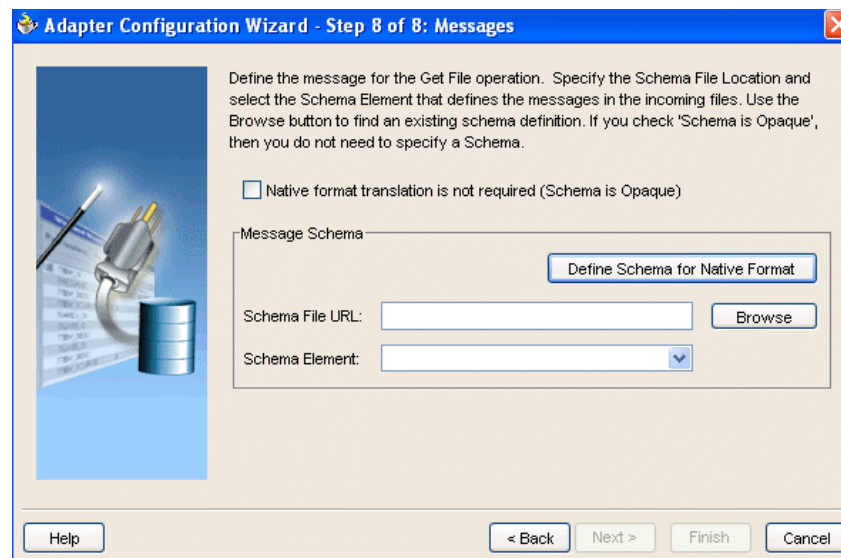 Adapter Configuration Wizard - Step 8 of 8: Messages
Define the message for the Get File operation. Specify the Schema File Location and
select the Schema Element that defines the messages in the incoming files. Use the
Browse button to find an existing schema definition. If you check 'Schema is Opaque',
then you do not need to specify a Schema.
Native format translation is not required (Schema is Opaque)
Message Schema
Define Schema for Native Format
Schema File URL:
Browse
Schema Element:
Help
< Back
Next >
Finish
Cancel